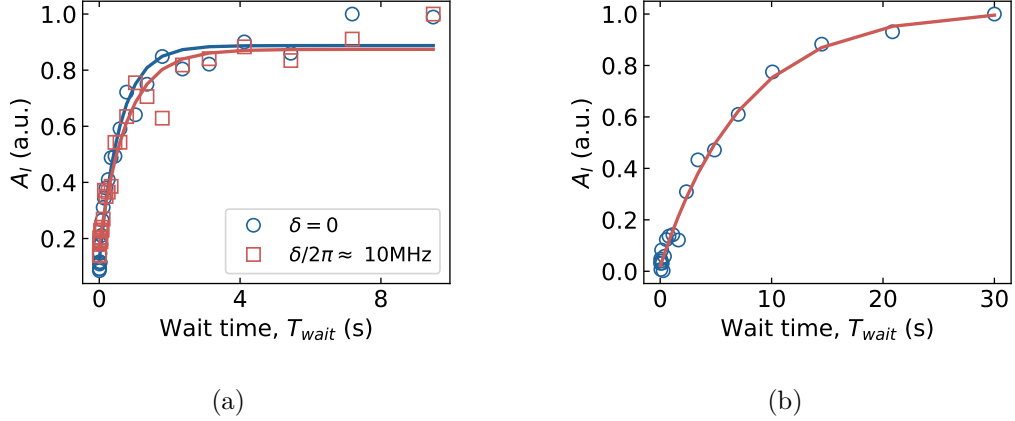 1.0
0.8
0.6
0.4
0.2
A_I (a.u.)
δ = 0
δ/2π ≈ 10MHz
0 4 8
Wait time, T_wait (s)
(a)
1.0
0.8
0.6
0.4
0.2
0.0
A_I (a.u.)
0 10 20 30
Wait time, T_wait (s)
(b)